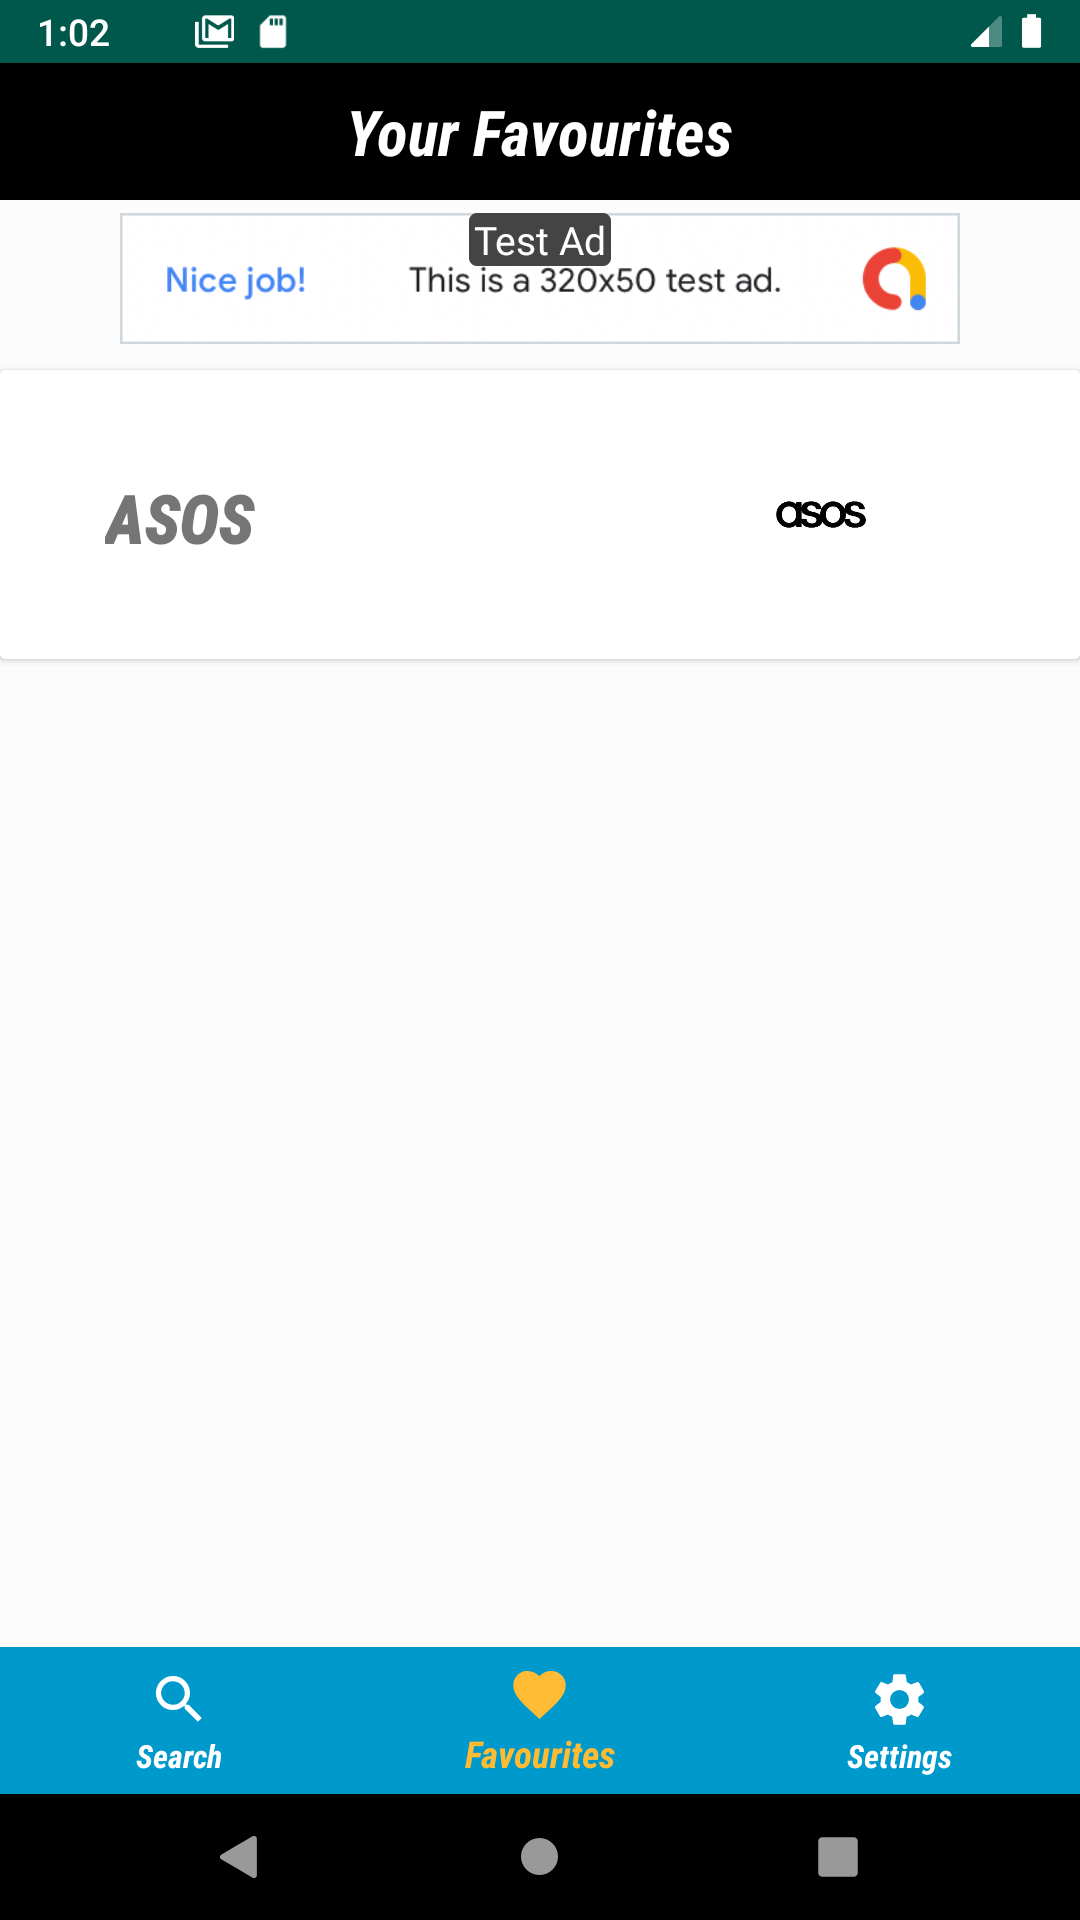 1:02
Your Favourites
Test Ad
Nice job!
This is a 320x50 test ad.
ASOS
asos
Search
Favourites
Settings